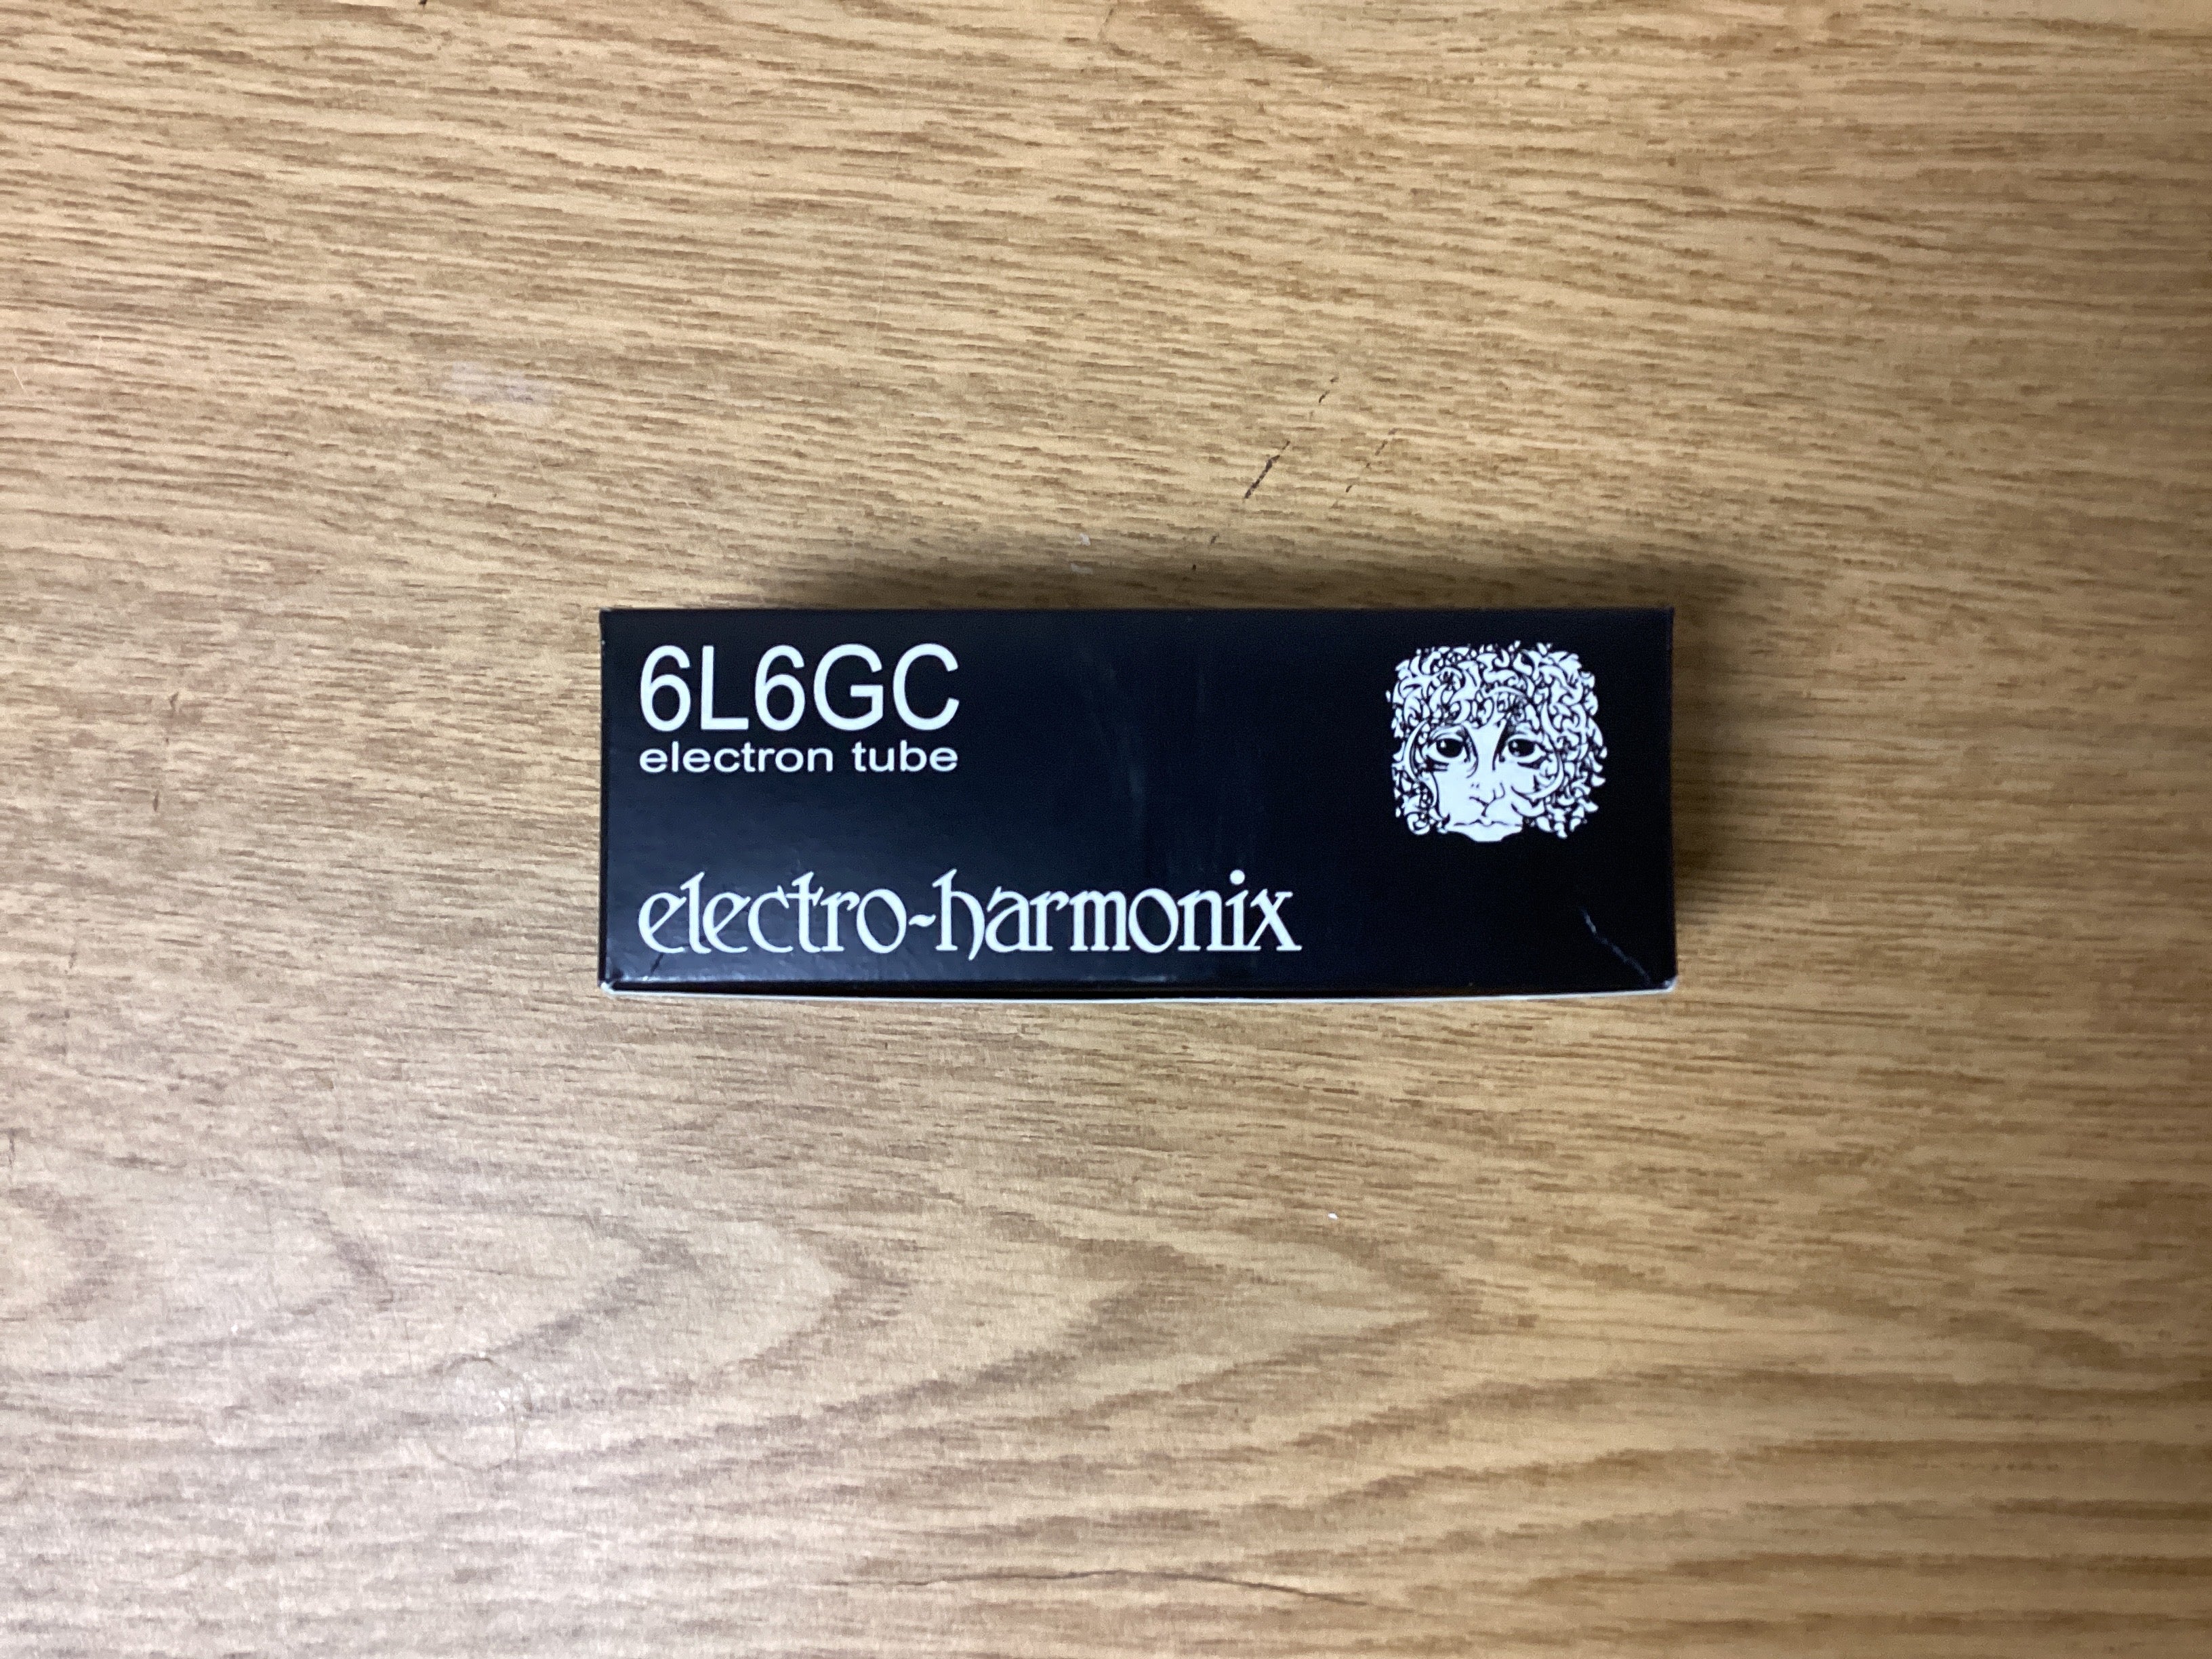 6L6GC
electron tube
electro-harmonix